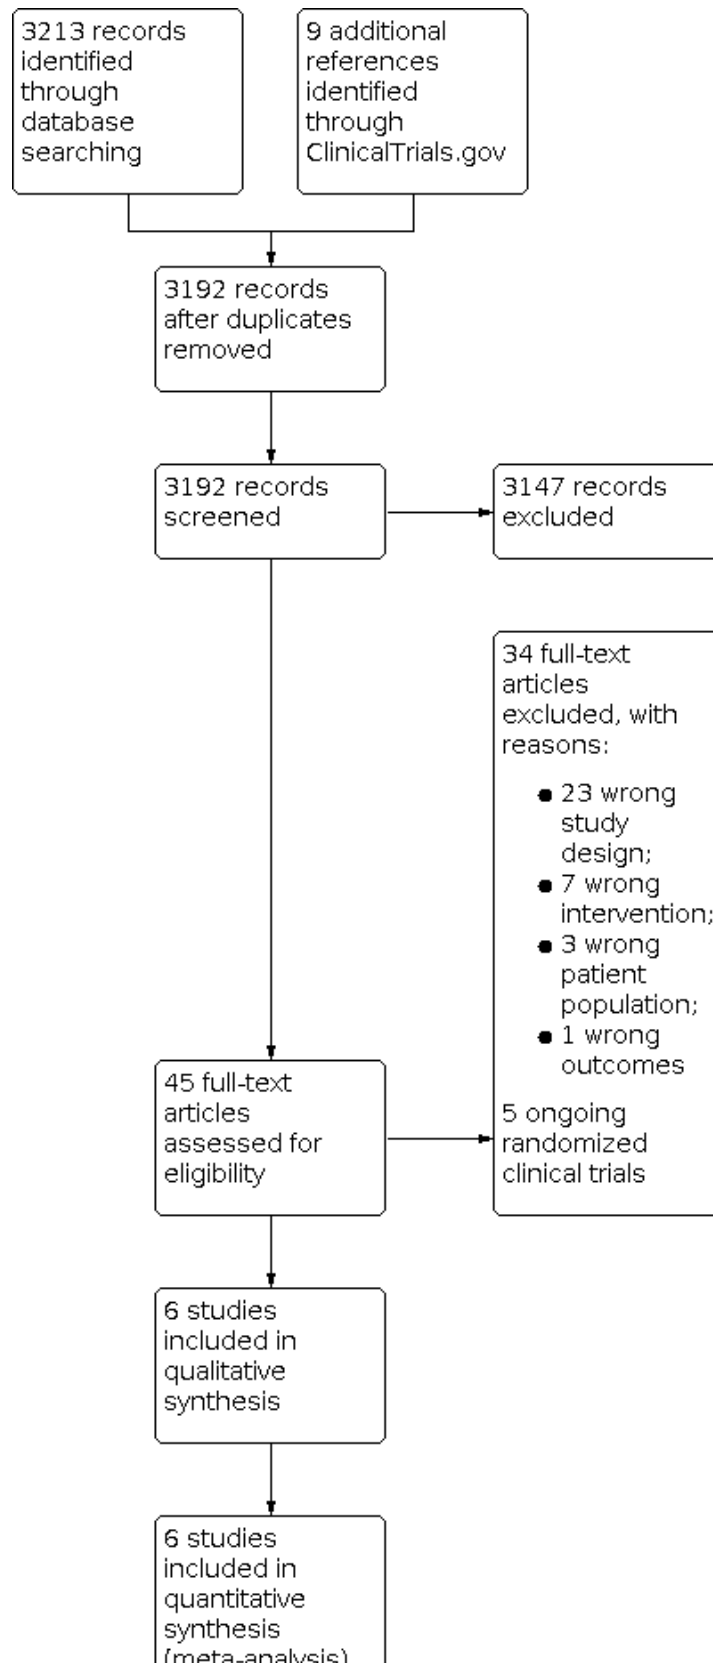 3213 records
identified
through
database
searching
9 additional
references
identified
through
ClinicalTrials.gov
3192 records
after duplicates
removed
3192 records
screened
3147 records
excluded
34 full-text
articles
excluded, with
reasons:
● 23 wrong
study
design;
● 7 wrong
intervention;
● 3 wrong
patient
population;
● 1 wrong
outcomes
5 ongoing
randomized
clinical trials
45 full-text
articles
assessed for
eligibility
6 studies
included in
qualitative
synthesis
6 studies
included in
quantitative
synthesis
(meta-analysis)